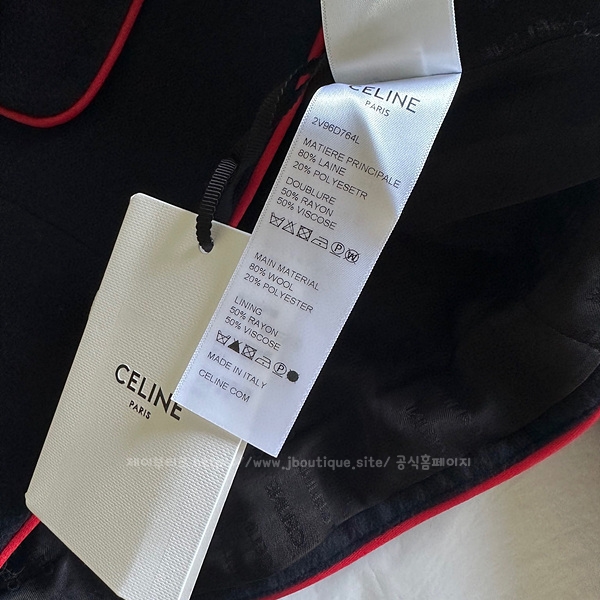 CELINE
PARIS
2V96D764L
MATIERE PRINCIPALE
80% LAINE
20% POLYESETR
DOUBLURE
50% RAYON
50% VISCOSE
MAIN MATERIAL
80% WOOL
20% POLYESTER
LINING
50% RAYON
50% VISCOSE
MADE IN ITALY
CELINE.COM
CELINE
PARIS
www.jboutique.site/ 공식홈페이지